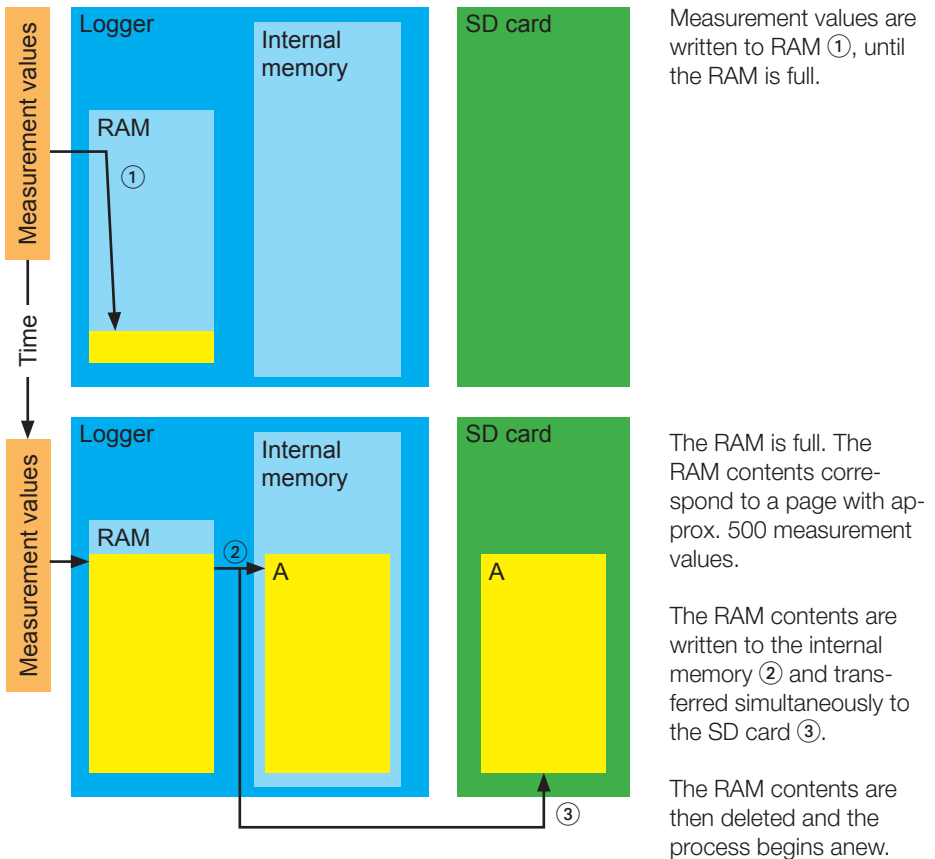 Measurement values
Logger
Internal
memory
RAM
①
SD card
Measurement values are
written to RAM ①, until
the RAM is full.
Time
Measurement values
Logger
Internal
memory
RAM
②
A
SD card
A
③
The RAM is full. The
RAM contents corre-
spond to a page with ap-
prox. 500 measurement
values.
The RAM contents are
written to the internal
memory ② and trans-
ferred simultaneously to
the SD card ③.
The RAM contents are
then deleted and the
process begins anew.